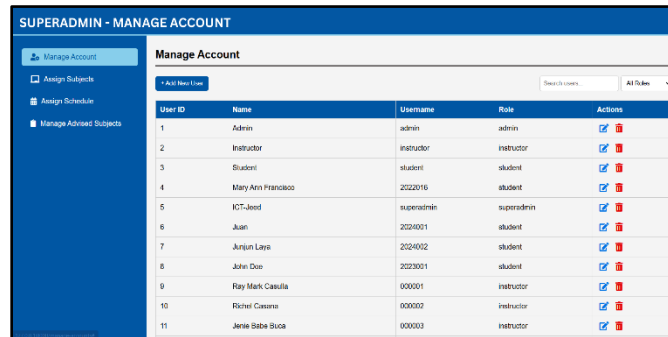 SUPERADMIN - MANAGE ACCOUNT
Manage Account
Assign Subjects
Assign Schedule
Manage Advised Subjects
Manage Account
+ Add New User
Search users...
All Roles
User ID Name Username Role Actions
1 Admin admin admin
2 Instructor instructor instructor
3 Student student student
4 Mary Ann Francisco 2022016 student
5 ICT-Jeed superadmin superadmin
6 Juan 2024001 student
7 Junjun Laya 2024002 student
8 John Doe 2023001 student
9 Ray Mark Casulla 000001 instructor
10 Richel Casana 000002 instructor
11 Jenie Babe Buca 000003 instructor